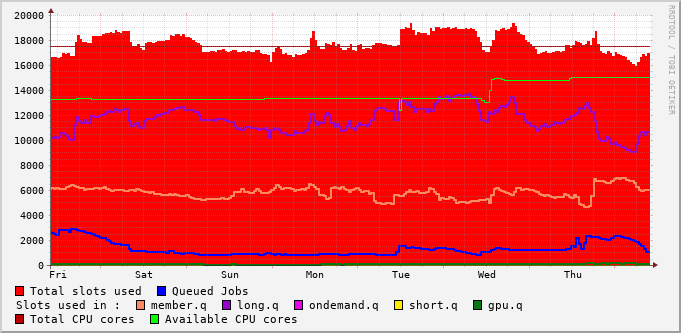 20000
18000
16000
14000
12000
10000
8000
6000
4000
2000
0
Fri Sat Sun Mon Tue Wed Thu
Total slots used Queued Jobs
Slots used in : member.q long.q ondemand.q short.q gpu.q
Total CPU cores Available CPU cores
RRDTOOL / TOBI OETIKER